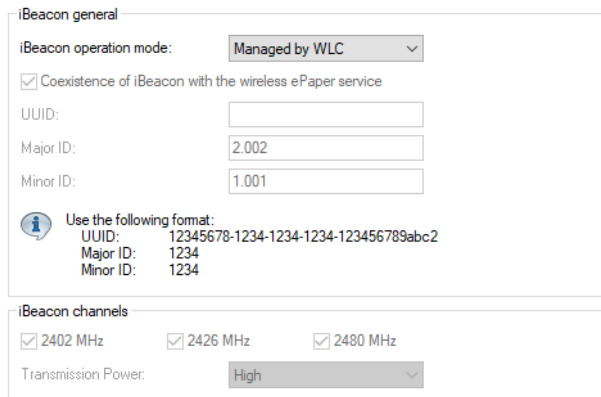 iBeacon general
iBeacon operation mode: Managed by WLC
Coexistence of iBeacon with the wireless ePaper service
UUID:
Major ID: 2.002
Minor ID: 1.001
Use the following format:
UUID: 12345678-1234-1234-1234-123456789abc2
Major ID: 1234
Minor ID: 1234
iBeacon channels
2402 MHz 2426 MHz 2480 MHz
Transmission Power: High